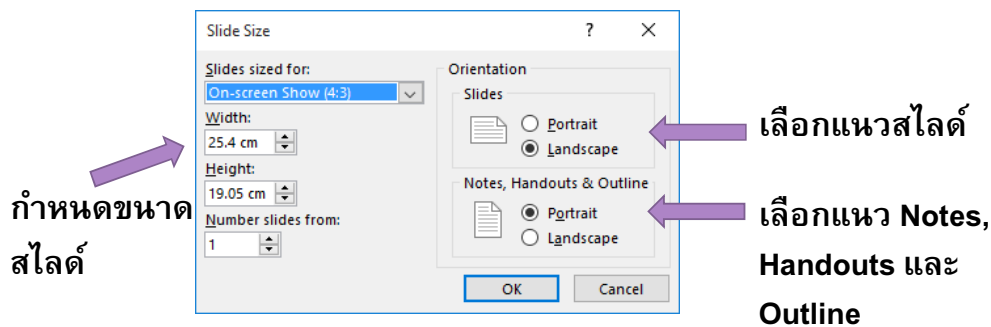 Slide Size
?
Slides sized for:
On-screen Show (4:3)
Width:
25.4 cm
Height:
19.05 cm
Number slides from:
1
Orientation
Slides
Portrait
Landscape
Notes, Handouts & Outline
Portrait
Landscape
OK
Cancel
กำหนดขนาด
สไลด์
เลือกแนวสไลด์
เลือกแนว Notes,
Handouts และ
Outline